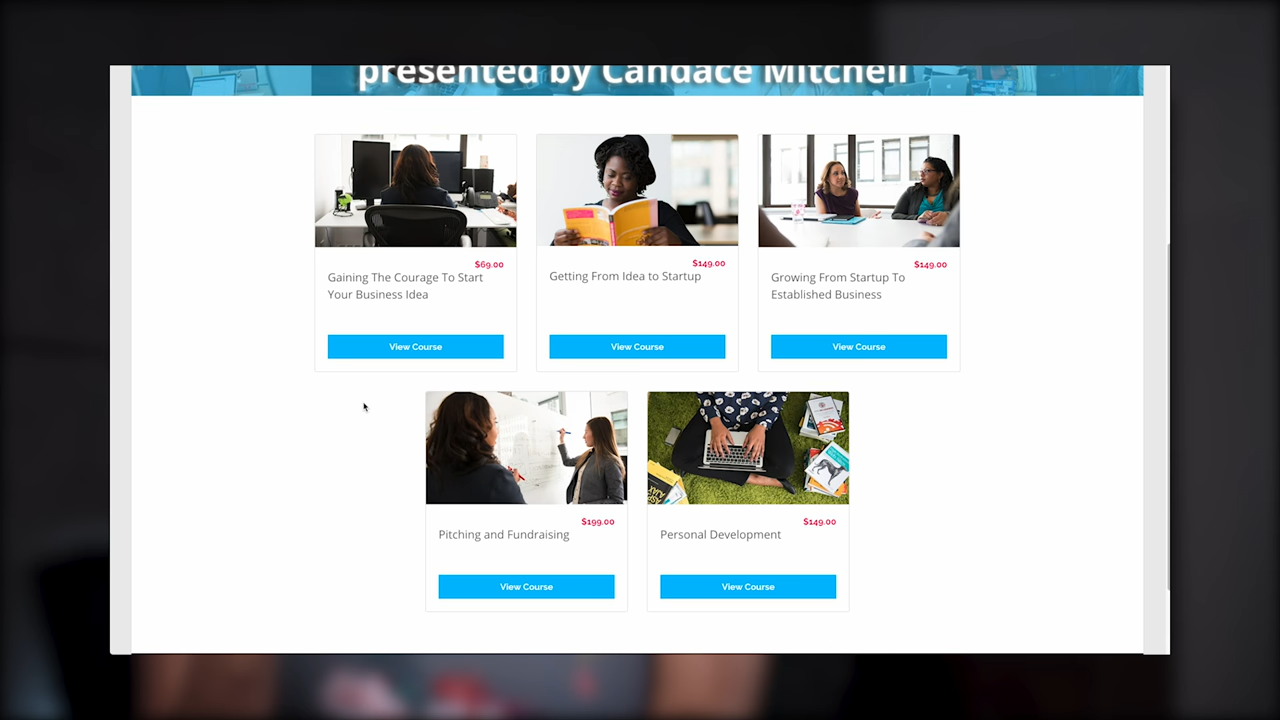 presented by Candace Mitchell
$69.00
Gaining The Courage To Start
Your Business Idea
View Course
$149.00
Getting From Idea to Startup
View Course
$149.00
Growing From Startup To
Established Business
View Course
$199.00
Pitching and Fundraising
View Course
$149.00
Personal Development
View Course